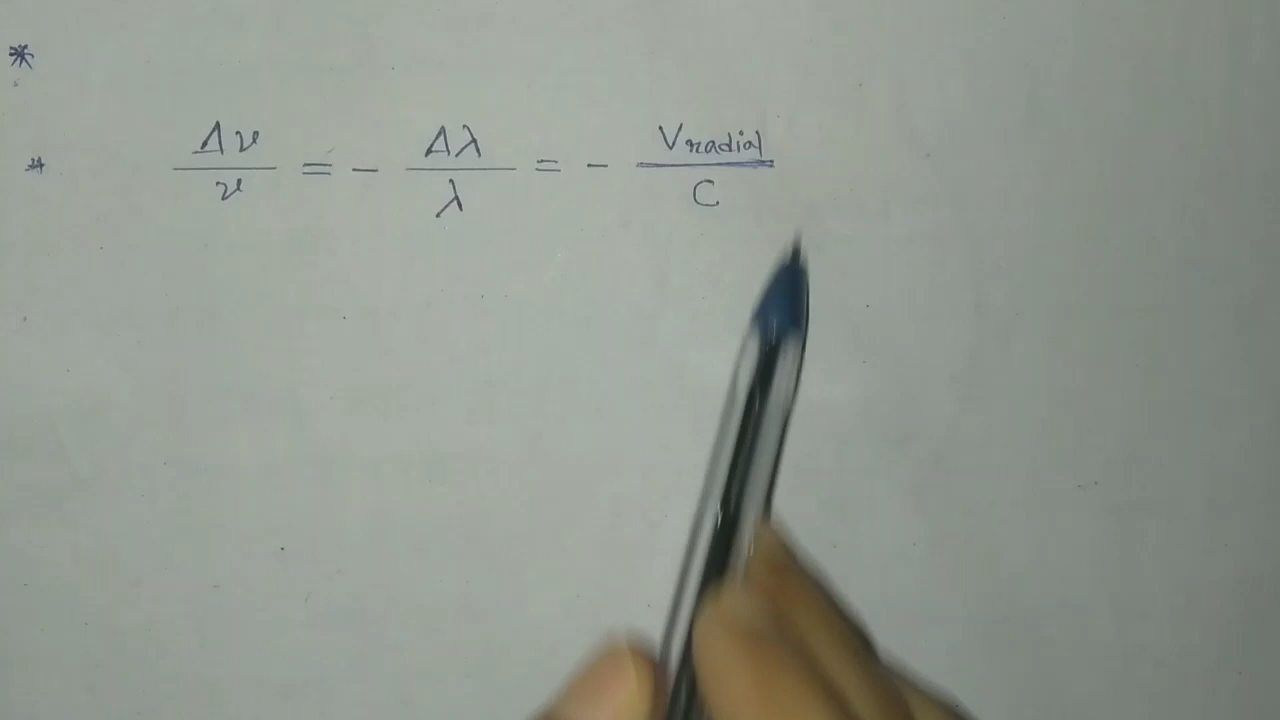 *
* Δν/ν = - Δλ/λ = - Vradial/C